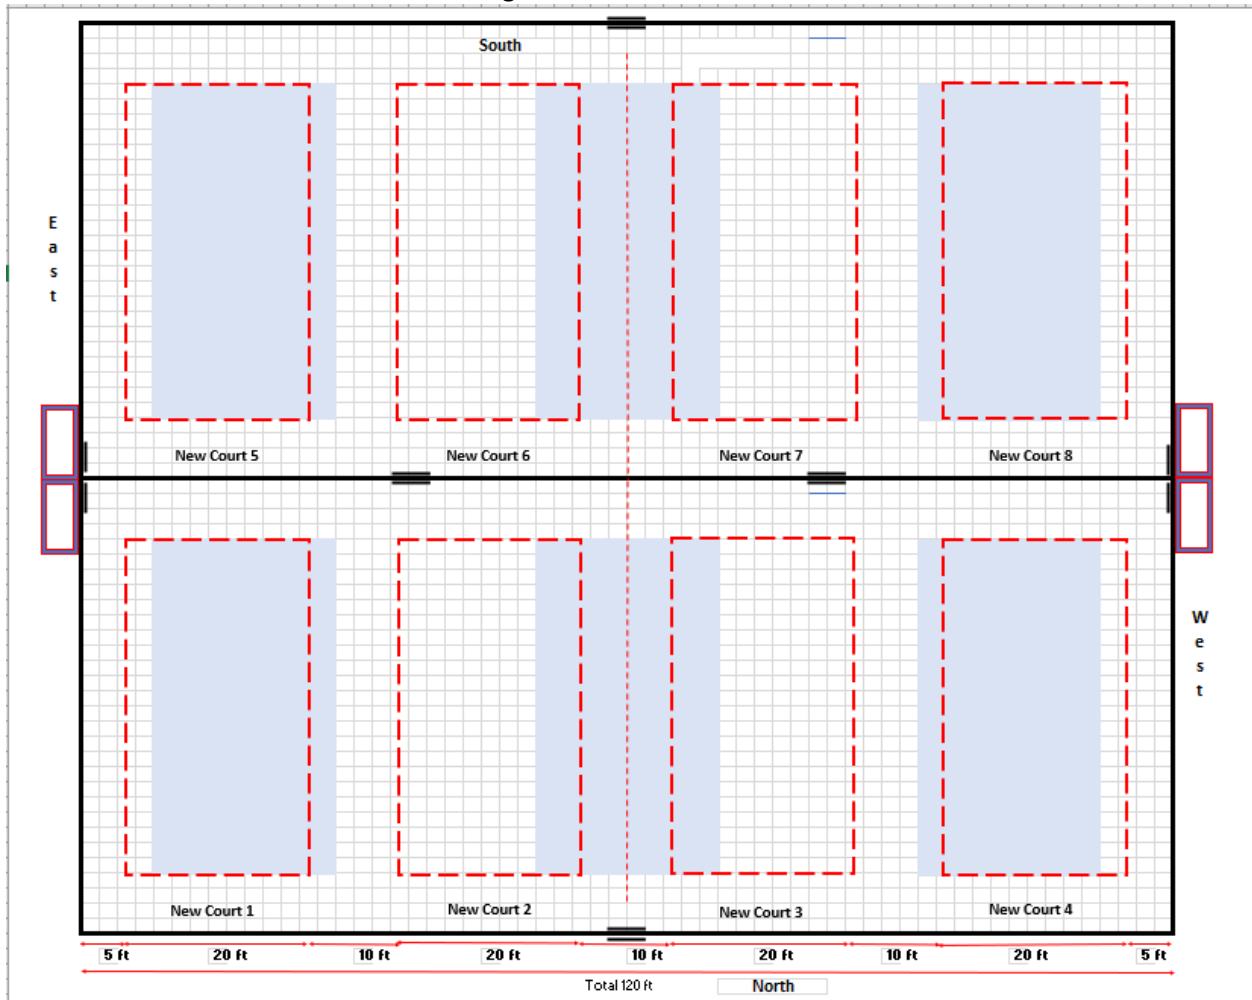 South
E
a
s
t
New Court 5
New Court 6
New Court 7
New Court 8
W
e
s
t
New Court 1
New Court 2
New Court 3
New Court 4
5 ft
20 ft
10 ft
20 ft
10 ft
20 ft
10 ft
20 ft
5 ft
Total 120 ft
North